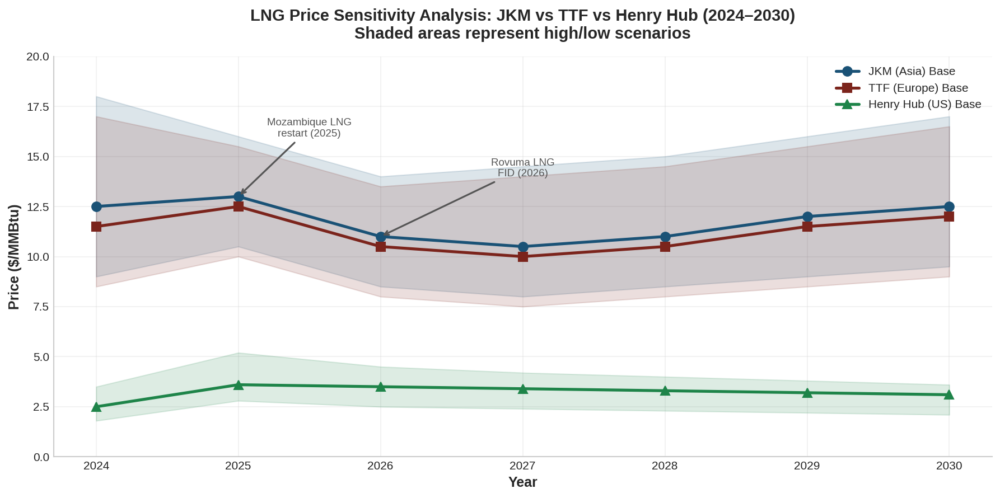 LNG Price Sensitivity Analysis: JKM vs TTF vs Henry Hub (2024–2030)
Shaded areas represent high/low scenarios
JKM (Asia) Base
TTF (Europe) Base
Henry Hub (US) Base
Mozambique LNG
restart (2025)
Rovuma LNG
FID (2026)
Price ($/MMBtu)
20.0
17.5
15.0
12.5
10.0
7.5
5.0
2.5
0.0
2024 2025 2026 2027 2028 2029 2030
Year